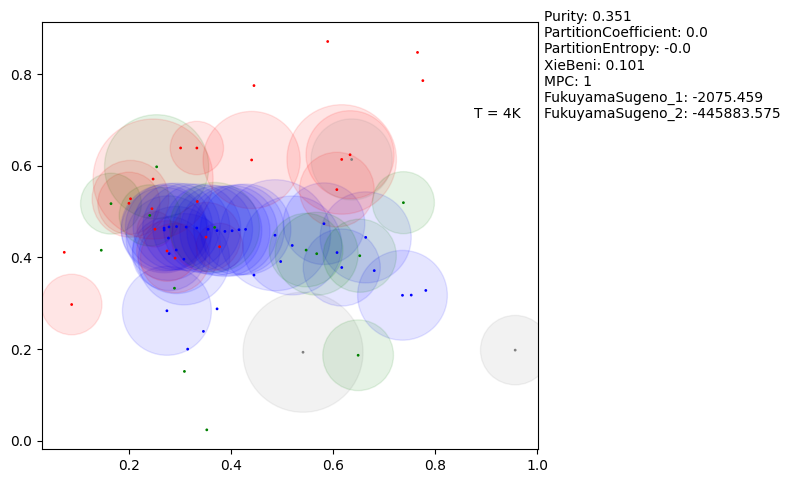 Purity: 0.351
PartitionCoefficient: 0.0
PartitionEntropy: -0.0
XieBeni: 0.101
MPC: 1
FukuyamaSugeno_1: -2075.459
FukuyamaSugeno_2: -445883.575
T = 4K
0.8
0.6
0.4
0.2
0.0
0.2 0.4 0.6 0.8 1.0